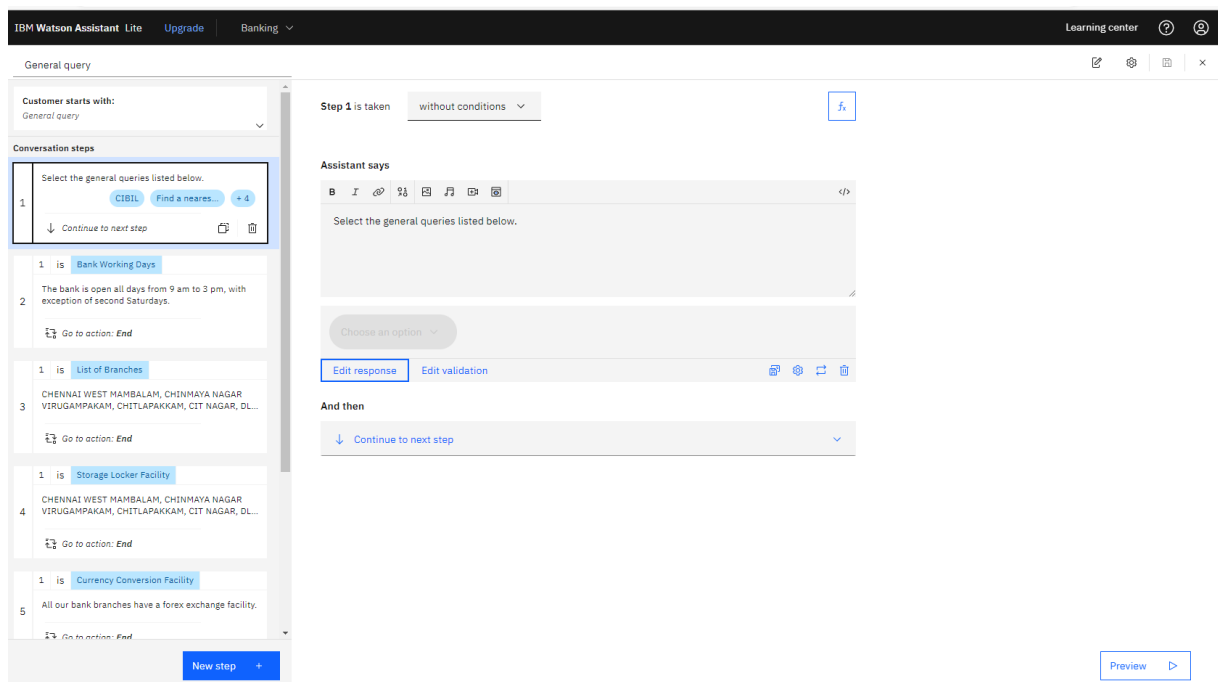 IBM Watson Assistant Lite Upgrade Banking Learning center
General query
Customer starts with:
General query
Conversation steps
1
Select the general queries listed below.
CIBIL Find a neares... + 4
Continue to next step
1 is Bank Working Days
2
The bank is open all days from 9 am to 3 pm, with
exception of second Saturdays.
Go to action: End
1 is List of Branches
3
CHENNAI WEST MAMBALAM, CHINMAYA NAGAR
VIRUGAMPAKAM, CHITLAPAKKAM, CIT NAGAR, DL...
Go to action: End
1 is Storage Locker Facility
4
CHENNAI WEST MAMBALAM, CHINMAYA NAGAR
VIRUGAMPAKAM, CHITLAPAKKAM, CIT NAGAR, DL...
Go to action: End
1 is Currency Conversion Facility
5
All our bank branches have a forex exchange facility.
Go to action: End
New step +
Step 1 is taken without conditions fx
Assistant says
B I </>
Select the general queries listed below.
Choose an option
Edit response Edit validation
And then
Continue to next step
Preview